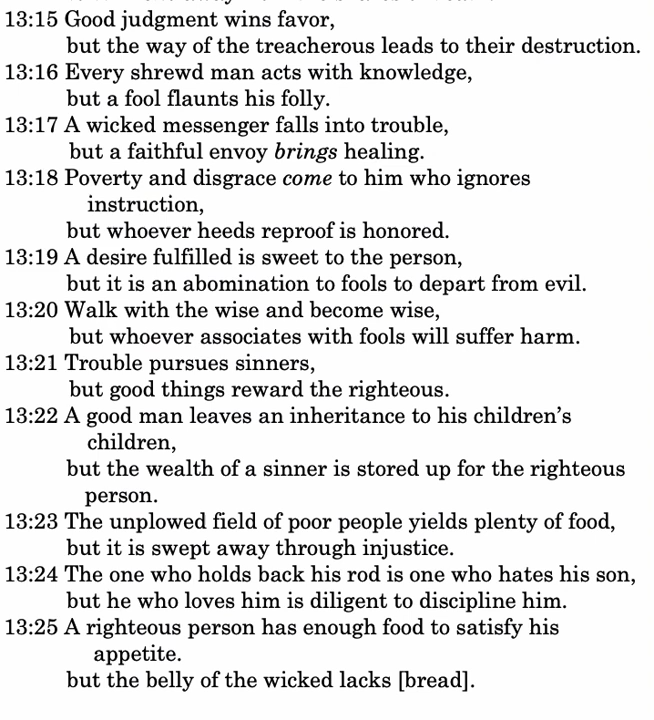 13:15 Good judgment wins favor,
but the way of the treacherous leads to their destruction.
13:16 Every shrewd man acts with knowledge,
but a fool flaunts his folly.
13:17 A wicked messenger falls into trouble,
but a faithful envoy brings healing.
13:18 Poverty and disgrace come to him who ignores
instruction,
but whoever heeds reproof is honored.
13:19 A desire fulfilled is sweet to the person,
but it is an abomination to fools to depart from evil.
13:20 Walk with the wise and become wise,
but whoever associates with fools will suffer harm.
13:21 Trouble pursues sinners,
but good things reward the righteous.
13:22 A good man leaves an inheritance to his children’s
children,
but the wealth of a sinner is stored up for the righteous
person.
13:23 The unplowed field of poor people yields plenty of food,
but it is swept away through injustice.
13:24 The one who holds back his rod is one who hates his son,
but he who loves him is diligent to discipline him.
13:25 A righteous person has enough food to satisfy his
appetite.
but the belly of the wicked lacks [bread].